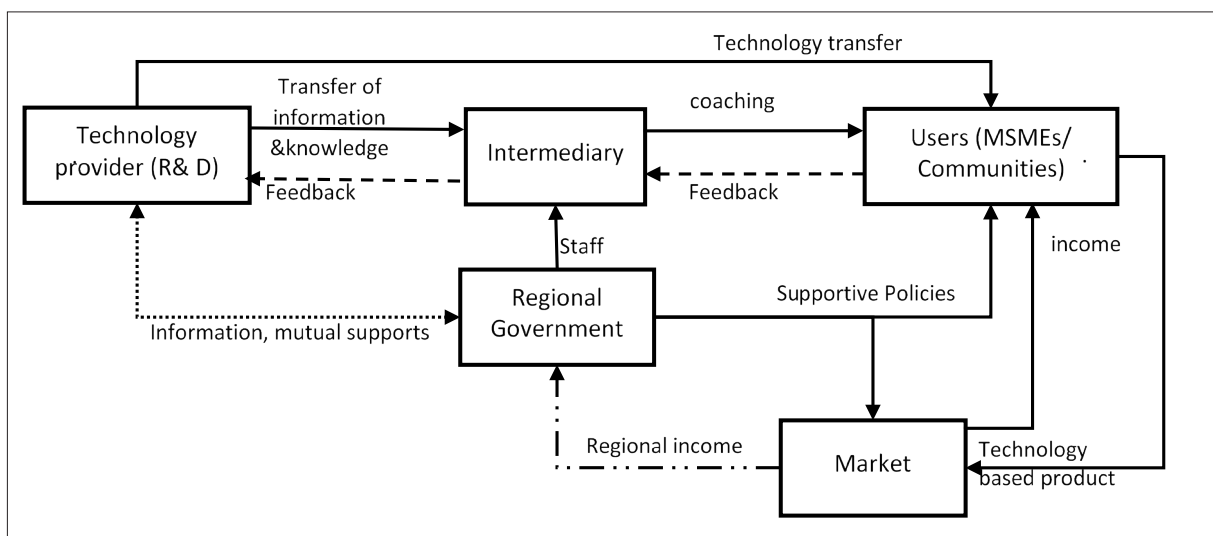 Technology transfer
Transfer of
information
&knowledge
coaching
Technology
provider (R& D)
Intermediary
Users (MSMEs/
Communities)
Feedback
Feedback
Staff
income
Regional
Government
Supportive Policies
Information, mutual supports
Regional income
Market
Technology
based product